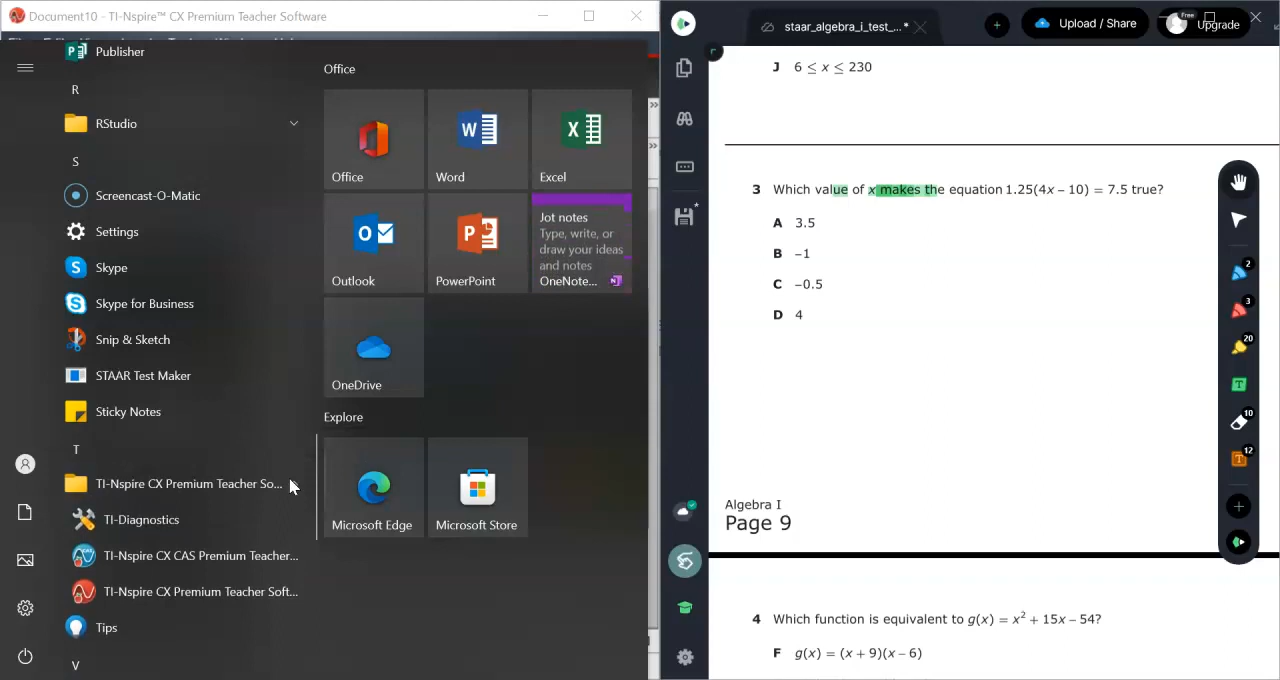 Document10 - TI-Nspire™ CX Premium Teacher Software
Publisher
R
RStudio
S
Screencast-O-Matic
Settings
Skype
Skype for Business
Snip & Sketch
STAAR Test Maker
Sticky Notes
T
TI-Nspire CX Premium Teacher So...
TI-Diagnostics
TI-Nspire CX CAS Premium Teacher...
TI-Nspire CX Premium Teacher Soft...
Tips
V
Office
Office
Word
Excel
Outlook
PowerPoint
Jot notes
Type, write, or
draw your ideas
and notes
OneNote...
OneDrive
Explore
Microsoft Edge
Microsoft Store
staar_algebra_i_test_...*
Upload / Share
Free
Upgrade
J 6 ≤ x ≤ 230
3 Which value of x makes the equation 1.25(4x – 10) = 7.5 true?
A 3.5
B –1
C –0.5
D 4
Algebra I
Page 9
4 Which function is equivalent to g(x) = x² + 15x – 54?
F g(x) = (x + 9)(x – 6)
2
3
20
T
10
T
12